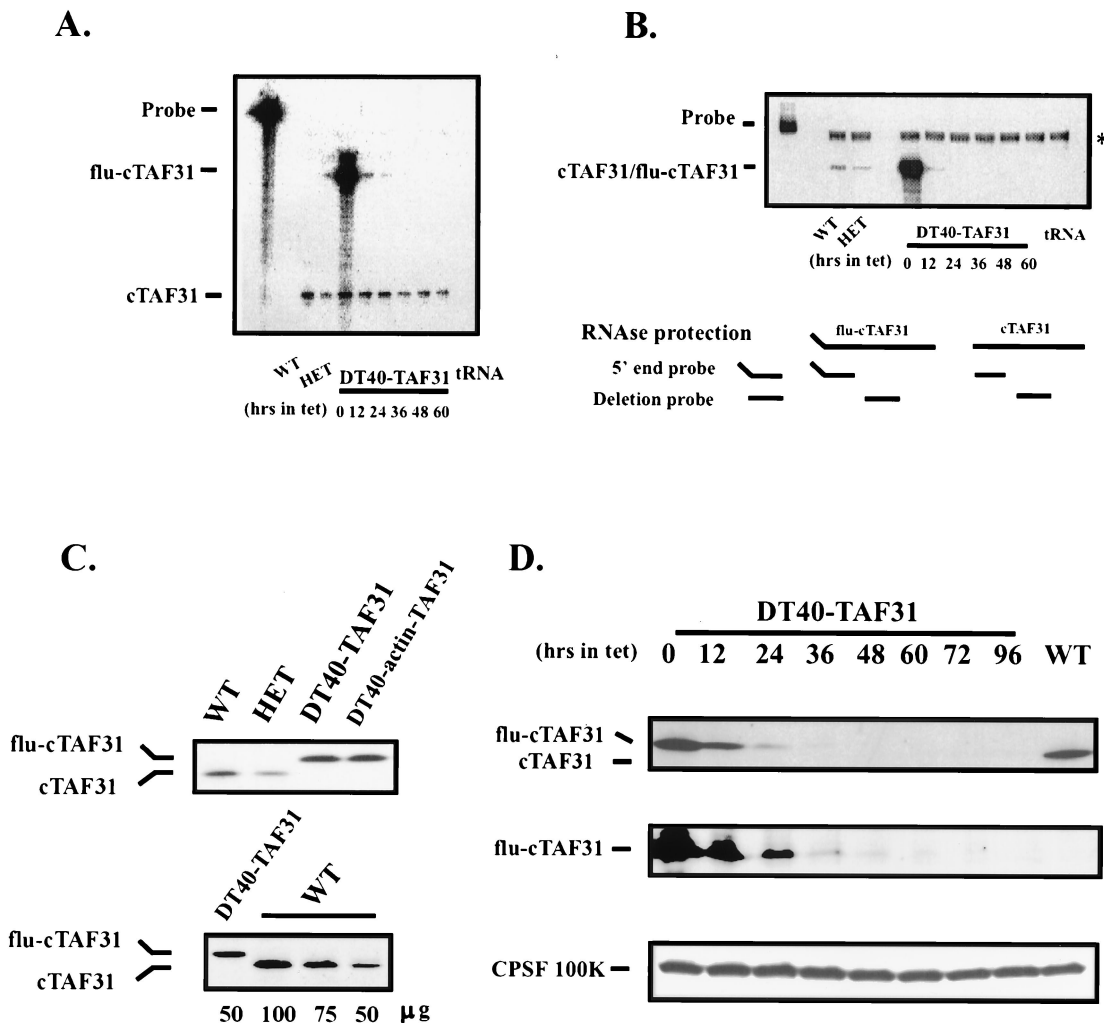 A.
Probe
flu-cTAF31
cTAF31
WT
HET
DT40-TAF31
tRNA
(hrs in tet) 0 12 24 36 48 60
B.
Probe
*
cTAF31/flu-cTAF31
WT
HET
DT40-TAF31
tRNA
(hrs in tet) 0 12 24 36 48 60
RNAse protection
flu-cTAF31
cTAF31
5' end probe
Deletion probe
C.
WT
HET
DT40-TAF31
DT40-actin-TAF31
flu-cTAF31
cTAF31
DT40-TAF31
WT
flu-cTAF31
cTAF31
50 100 75 50 μg
D.
DT40-TAF31
(hrs in tet) 0 12 24 36 48 60 72 96 WT
flu-cTAF31
cTAF31
flu-cTAF31
CPSF 100K